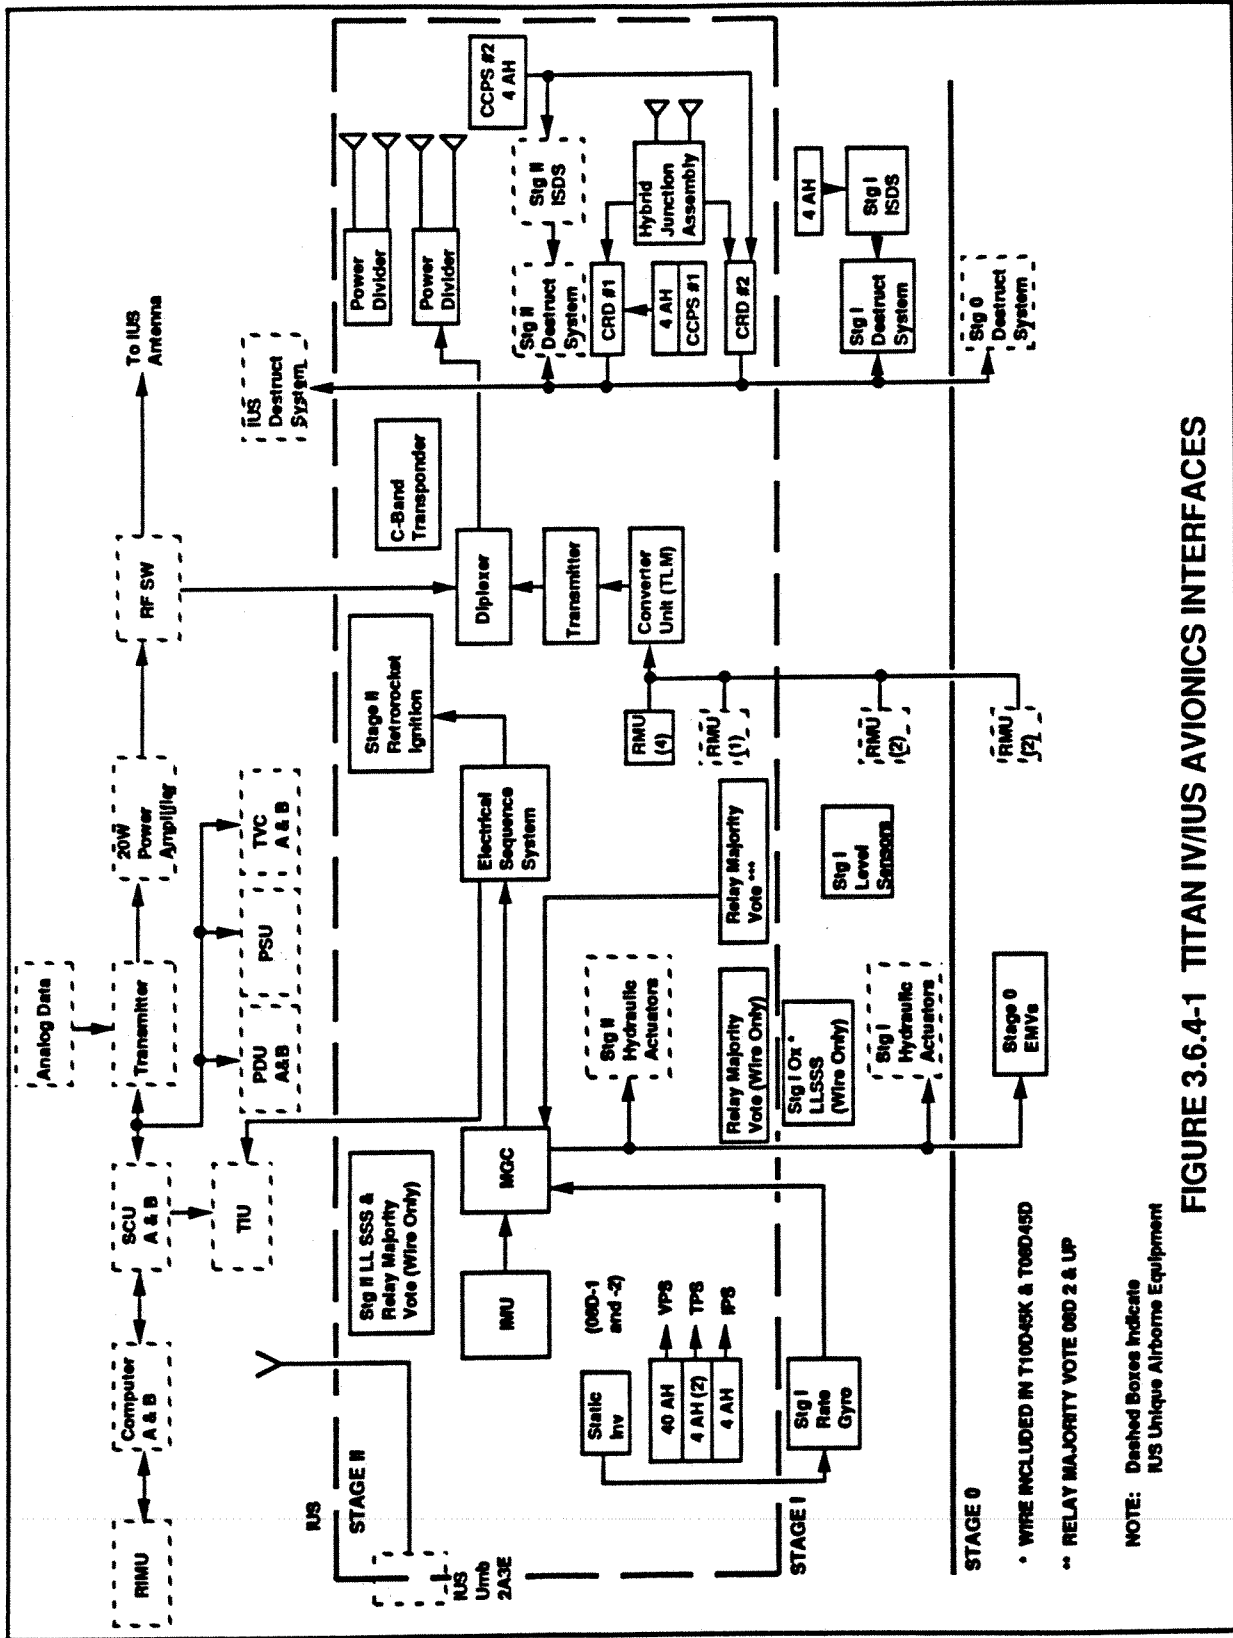 Analog Data
To IUS
Antenna
RIMU
Computer
A & B
SCU
A & B
Transmitter
20W
Power
Amplifier
RF SW
TIU
PDU
A&B
PSU
TVC
A & B
IUS
Destruct
System
IUS
STAGE II
IUS
Umb
2A3E
Stg II LL SSS &
Relay Majority
Vote (Wire Only)
Stage II
Retrorocket
Ignition
C-Band
Transponder
Power
Divider
Power
Divider
CCPS #2
4 AH
IMU
MGC
Electrical
Sequence
System
Diplexer
Transmitter
Converter
Unit (TLM)
Stg II
Destruct
System
Stg II
ISDS
CRD #1
4 AH
CCPS #1
Hybrid
Junction
Assembly
CRD #2
(08D-1
and -2)
Static
Inv
40 AH
VPS
4 AH (2)
TPS
4 AH
IPS
Stg II
Hydraulic
Actuators
RMU
(4)
RMU
(1)
Relay Majority
Vote (Wire Only)
Relay Majority
Vote ***
STAGE I
Stg I
Rate
Gyro
Stg I Ox *
LLSSS
(Wire Only)
Stg I
Level
Sensors
RMU
(2)
4 AH
Stg I
ISDS
Stg I
Destruct
System
Stg I
Hydraulic
Actuators
STAGE 0
Stage 0
EMVs
RMU
(2)
Stg 0
Destruct
System
* WIRE INCLUDED IN T10D45K & T08D45D
** RELAY MAJORITY VOTE 08D 2 & UP
NOTE: Dashed Boxes Indicate
IUS Unique Airborne Equipment
FIGURE 3.6.4-1 TITAN IV/IUS AVIONICS INTERFACES